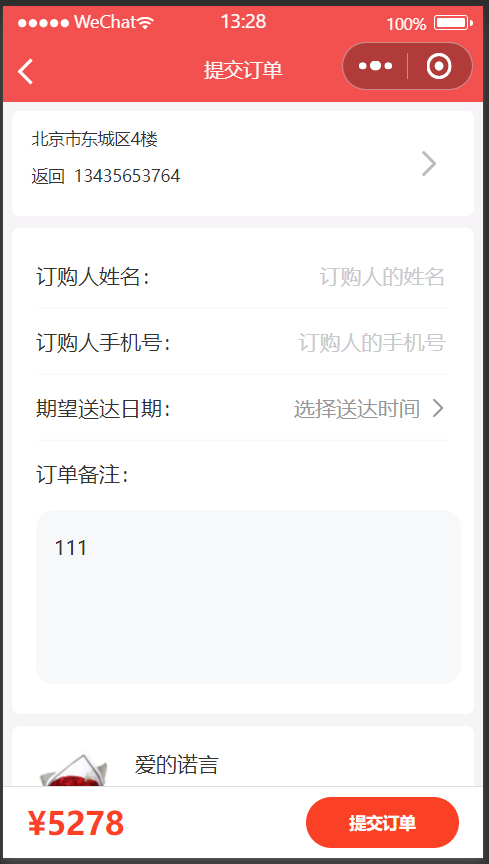 WeChat 13:28 100%
提交订单
北京市东城区4楼
返回 13435653764
订购人姓名： 订购人的姓名
订购人手机号： 订购人的手机号
期望送达日期： 选择送达时间
订单备注：
111
爱的诺言
¥5278 提交订单